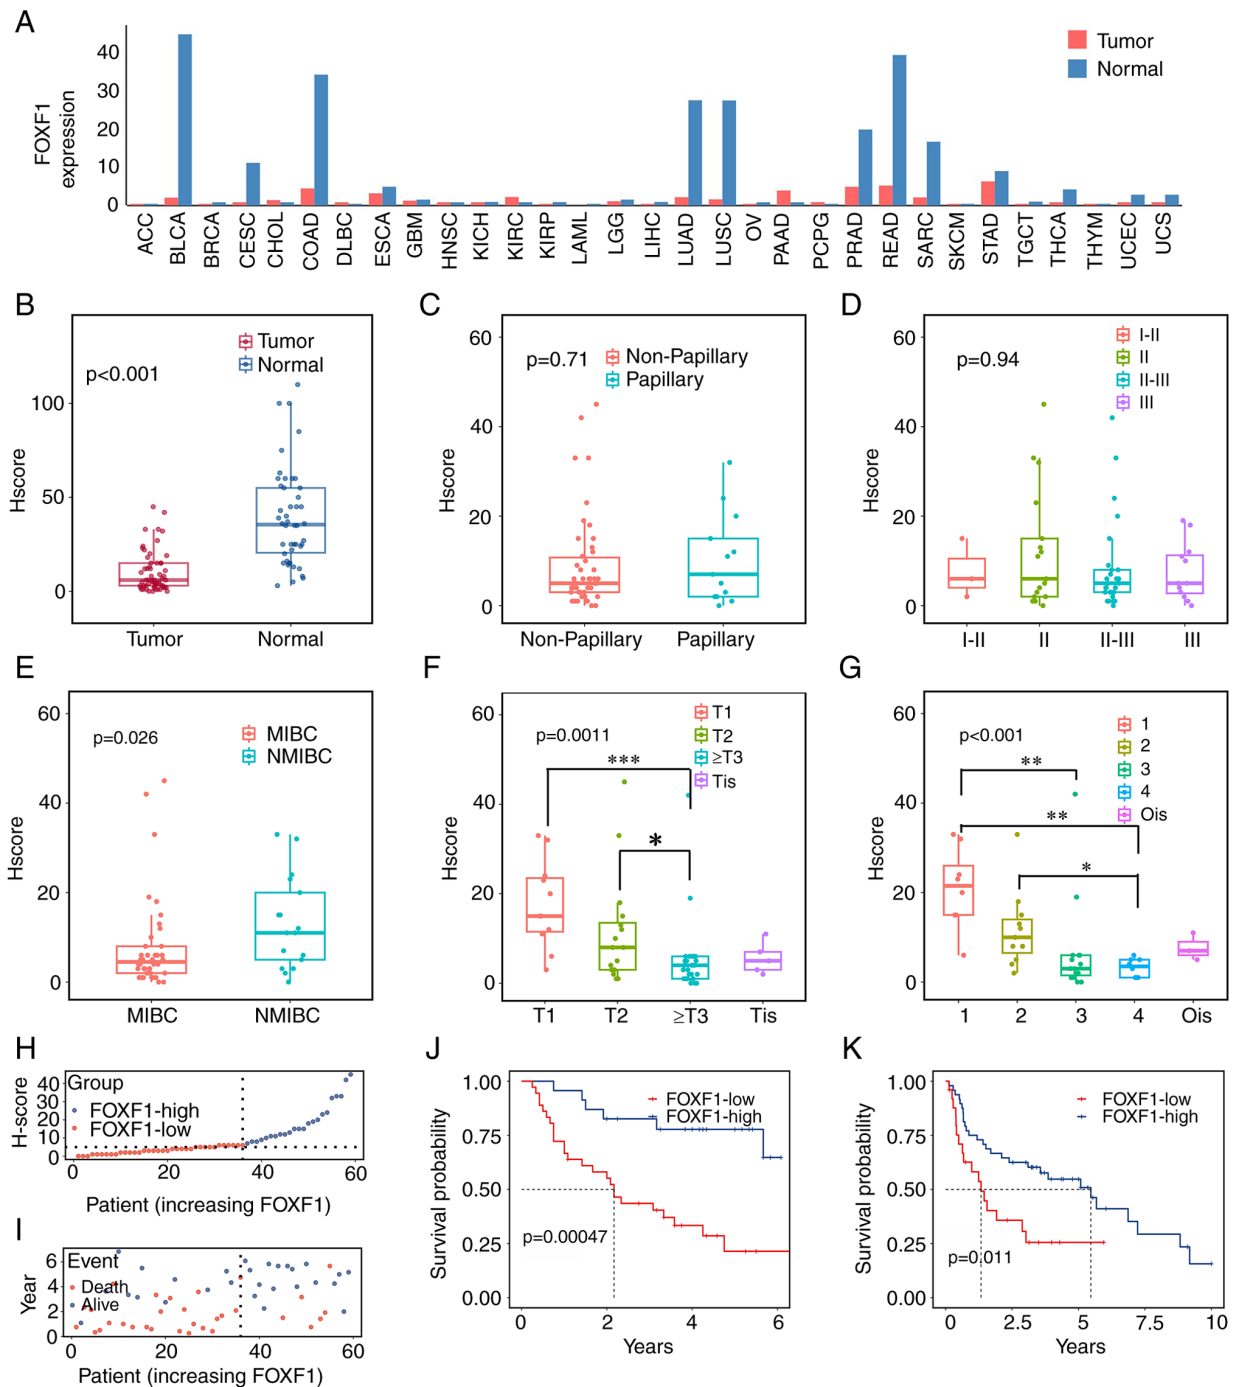 A
FOXF1
expression
40
30
20
10
0
Tumor
Normal
ACC
BLCA
BRCA
CESC
CHOL
COAD
DLBC
ESCA
GBM
HNSC
KICH
KIRC
KIRP
LAML
LGG
LIHC
LUAD
LUSC
OV
PAAD
PCPG
PRAD
READ
SARC
SKCM
STAD
TGCT
THCA
THYM
UCEC
UCS
B
Hscore
100
50
0
p<0.001
Tumor
Normal
Tumor
Normal
C
Hscore
60
40
20
0
p=0.71
Non-Papillary
Papillary
Non-Papillary
Papillary
D
Hscore
60
40
20
0
p=0.94
I-II
II
II-III
III
I-II
II
II-III
III
E
Hscore
60
40
20
0
p=0.026
MIBC
NMIBC
MIBC
NMIBC
F
Hscore
60
40
20
0
p=0.0011
T1
T2
≥T3
Tis
***
*
T1
T2
≥T3
Tis
G
Hscore
60
40
20
0
p<0.001
1
2
3
4
Ois
**
**
*
1
2
3
4
Ois
H
H-score
40
30
20
10
0
Group
FOXF1-high
FOXF1-low
0
20
40
60
Patient (increasing FOXF1)
I
Year
6
4
2
0
Event
Death
Alive
0
20
40
60
Patient (increasing FOXF1)
J
Survival probability
1.00
0.75
0.50
0.25
0.00
FOXF1-low
FOXF1-high
p=0.00047
0
2
4
6
Years
K
Survival probability
1.00
0.75
0.50
0.25
0.00
FOXF1-low
FOXF1-high
p=0.011
0
2.5
5
7.5
10
Years